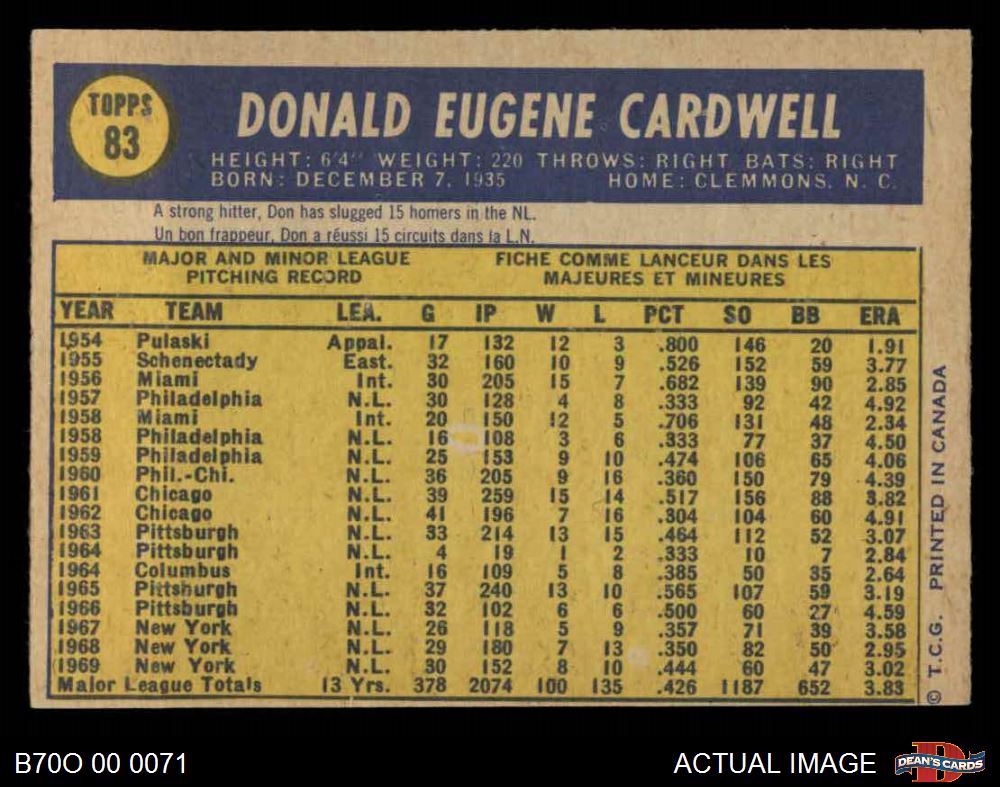 TOPPS
83
DONALD EUGENE CARDWELL
HEIGHT: 6'4" WEIGHT: 220 THROWS: RIGHT BATS: RIGHT
BORN: DECEMBER 7, 1935 HOME: CLEMMONS, N. C.
A strong hitter, Don has slugged 15 homers in the NL.
Un bon frappeur, Don a réussi 15 circuits dans la L.N.
MAJOR AND MINOR LEAGUE FICHE COMME LANCEUR DANS LES
PITCHING RECORD MAJEURES ET MINEURES
YEAR TEAM LEA. G IP W L PCT SO BB ERA
1954 Pulaski Appal. 17 132 12 3 .800 146 20 1.91
1955 Schenectady East. 32 160 10 9 .526 152 59 3.77
1956 Miami Int. 30 205 15 7 .682 139 90 2.85
1957 Philadelphia N.L. 30 128 4 8 .333 92 42 4.92
1958 Miami Int. 20 150 12 5 .706 131 48 2.34
1958 Philadelphia N.L. 16 108 3 6 .333 77 37 4.50
1959 Philadelphia N.L. 25 153 9 10 .474 106 65 4.06
1960 Phil.-Chi. N.L. 36 205 9 16 .360 150 79 4.39
1961 Chicago N.L. 39 259 15 14 .517 156 88 3.82
1962 Chicago N.L. 41 196 7 16 .304 104 60 4.91
1963 Pittsburgh N.L. 33 214 13 15 .464 112 52 3.07
1964 Pittsburgh N.L. 4 19 1 2 .333 10 7 2.84
1964 Columbus Int. 16 109 5 8 .385 50 35 2.64
1965 Pittsburgh N.L. 37 240 13 10 .565 107 59 3.19
1966 Pittsburgh N.L. 32 102 6 6 .500 60 27 4.59
1967 New York N.L. 26 118 5 9 .357 71 39 3.58
1968 New York N.L. 29 180 7 13 .350 82 50 2.95
1969 New York N.L. 30 152 8 10 .444 60 47 3.02
Major League Totals 13 Yrs. 378 2074 100 135 .426 1187 652 3.83
© T.C.G. PRINTED IN CANADA
B70O 00 0071
ACTUAL IMAGE
D
DEAN'S CARDS